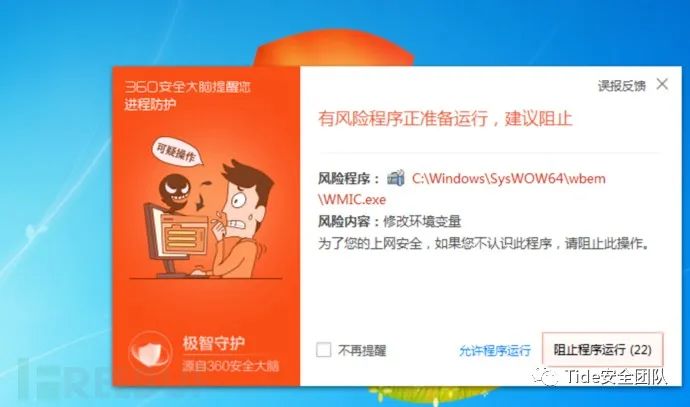 360安全大脑提醒您
误报反馈
进程防护
有风险程序正准备运行，建议阻止
可疑操作
风险程序： C:\Windows\SysWOW64\wbem
\WMIC.exe
风险内容：修改环境变量
为了您的上网安全，如果您不认识此程序，请阻止此操作。
极智守护
源自360安全大脑
不再提醒
允许程序运行
阻止程序运行 (22)
Tide安全团队